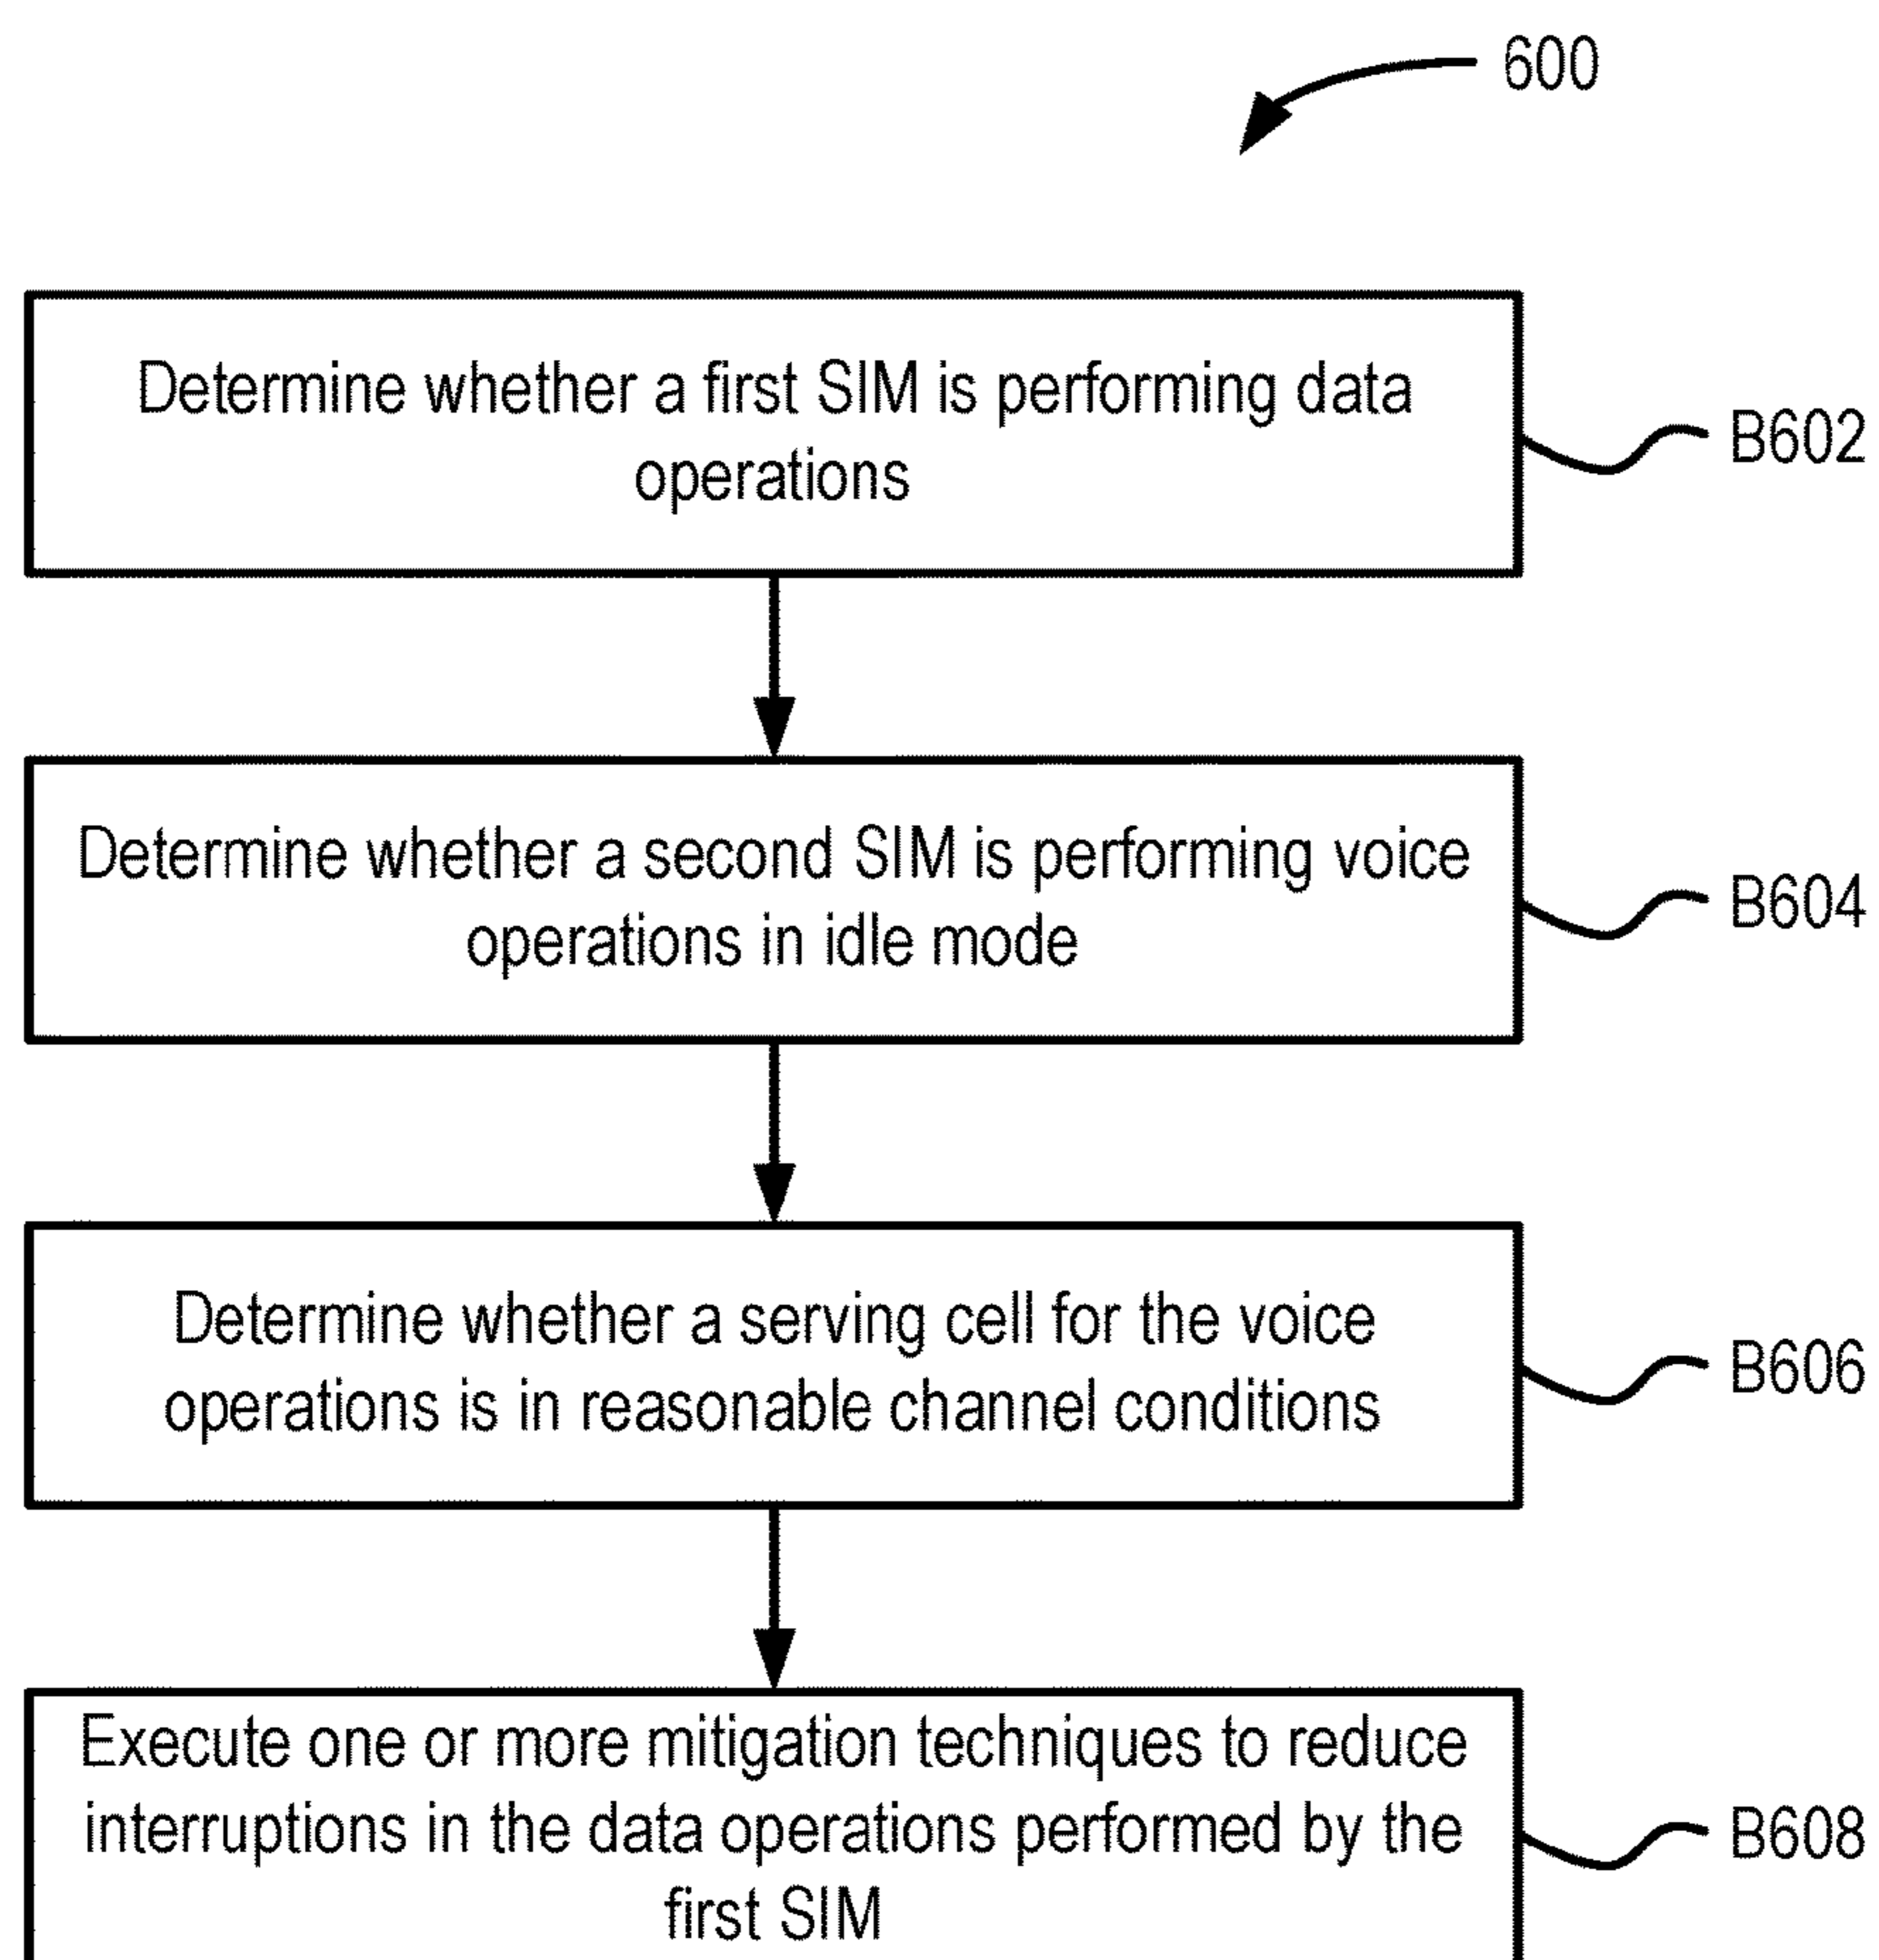 600
Determine whether a first SIM is performing data
operations
B602
Determine whether a second SIM is performing voice
operations in idle mode
B604
Determine whether a serving cell for the voice
operations is in reasonable channel conditions
B606
Execute one or more mitigation techniques to reduce
interruptions in the data operations performed by the
first SIM
B608